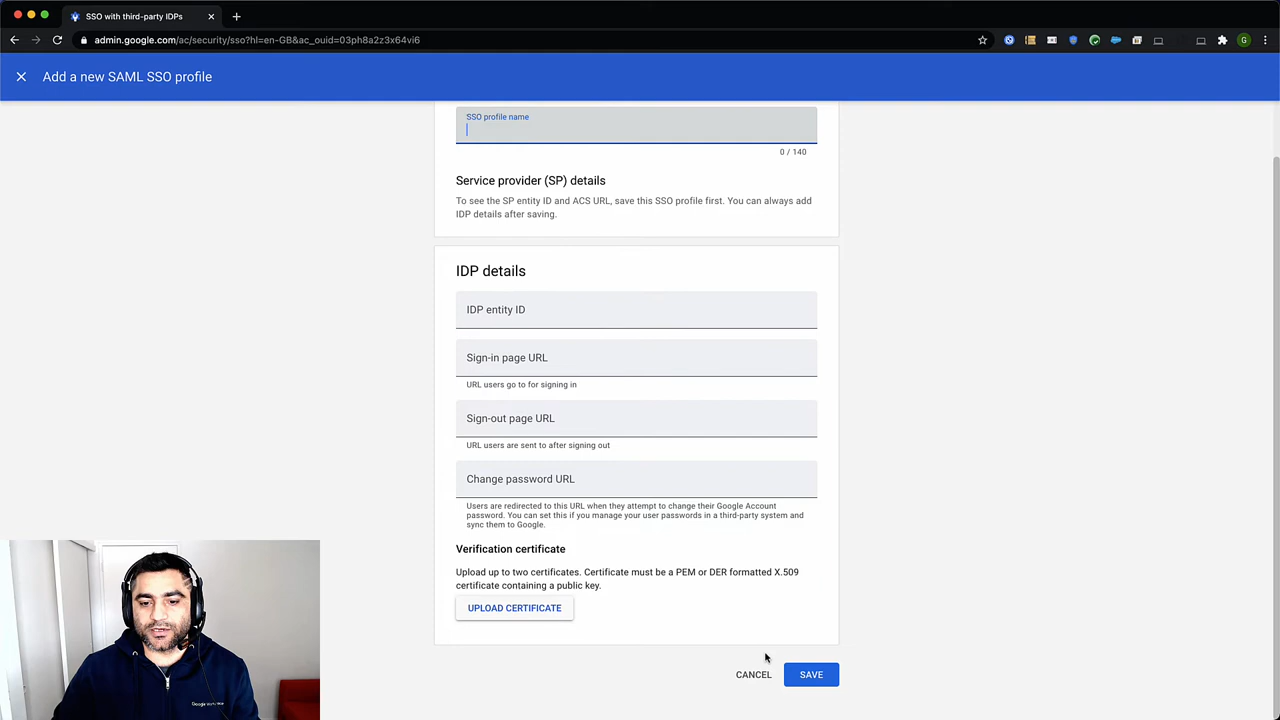 SSO with third-party IDPs
admin.google.com/ac/security/sso?hl=en-GB&ac_ouid=03ph8a2z3x64vi6
G
Add a new SAML SSO profile
SSO profile name
0 / 140
Service provider (SP) details
To see the SP entity ID and ACS URL, save this SSO profile first. You can always add
IDP details after saving.
IDP details
IDP entity ID
Sign-in page URL
URL users go to for signing in
Sign-out page URL
URL users are sent to after signing out
Change password URL
Users are redirected to this URL when they attempt to change their Google Account
password. You can set this if you manage your user passwords in a third-party system and
sync them to Google.
Verification certificate
Upload up to two certificates. Certificate must be a PEM or DER formatted X.509
certificate containing a public key.
UPLOAD CERTIFICATE
CANCEL
SAVE